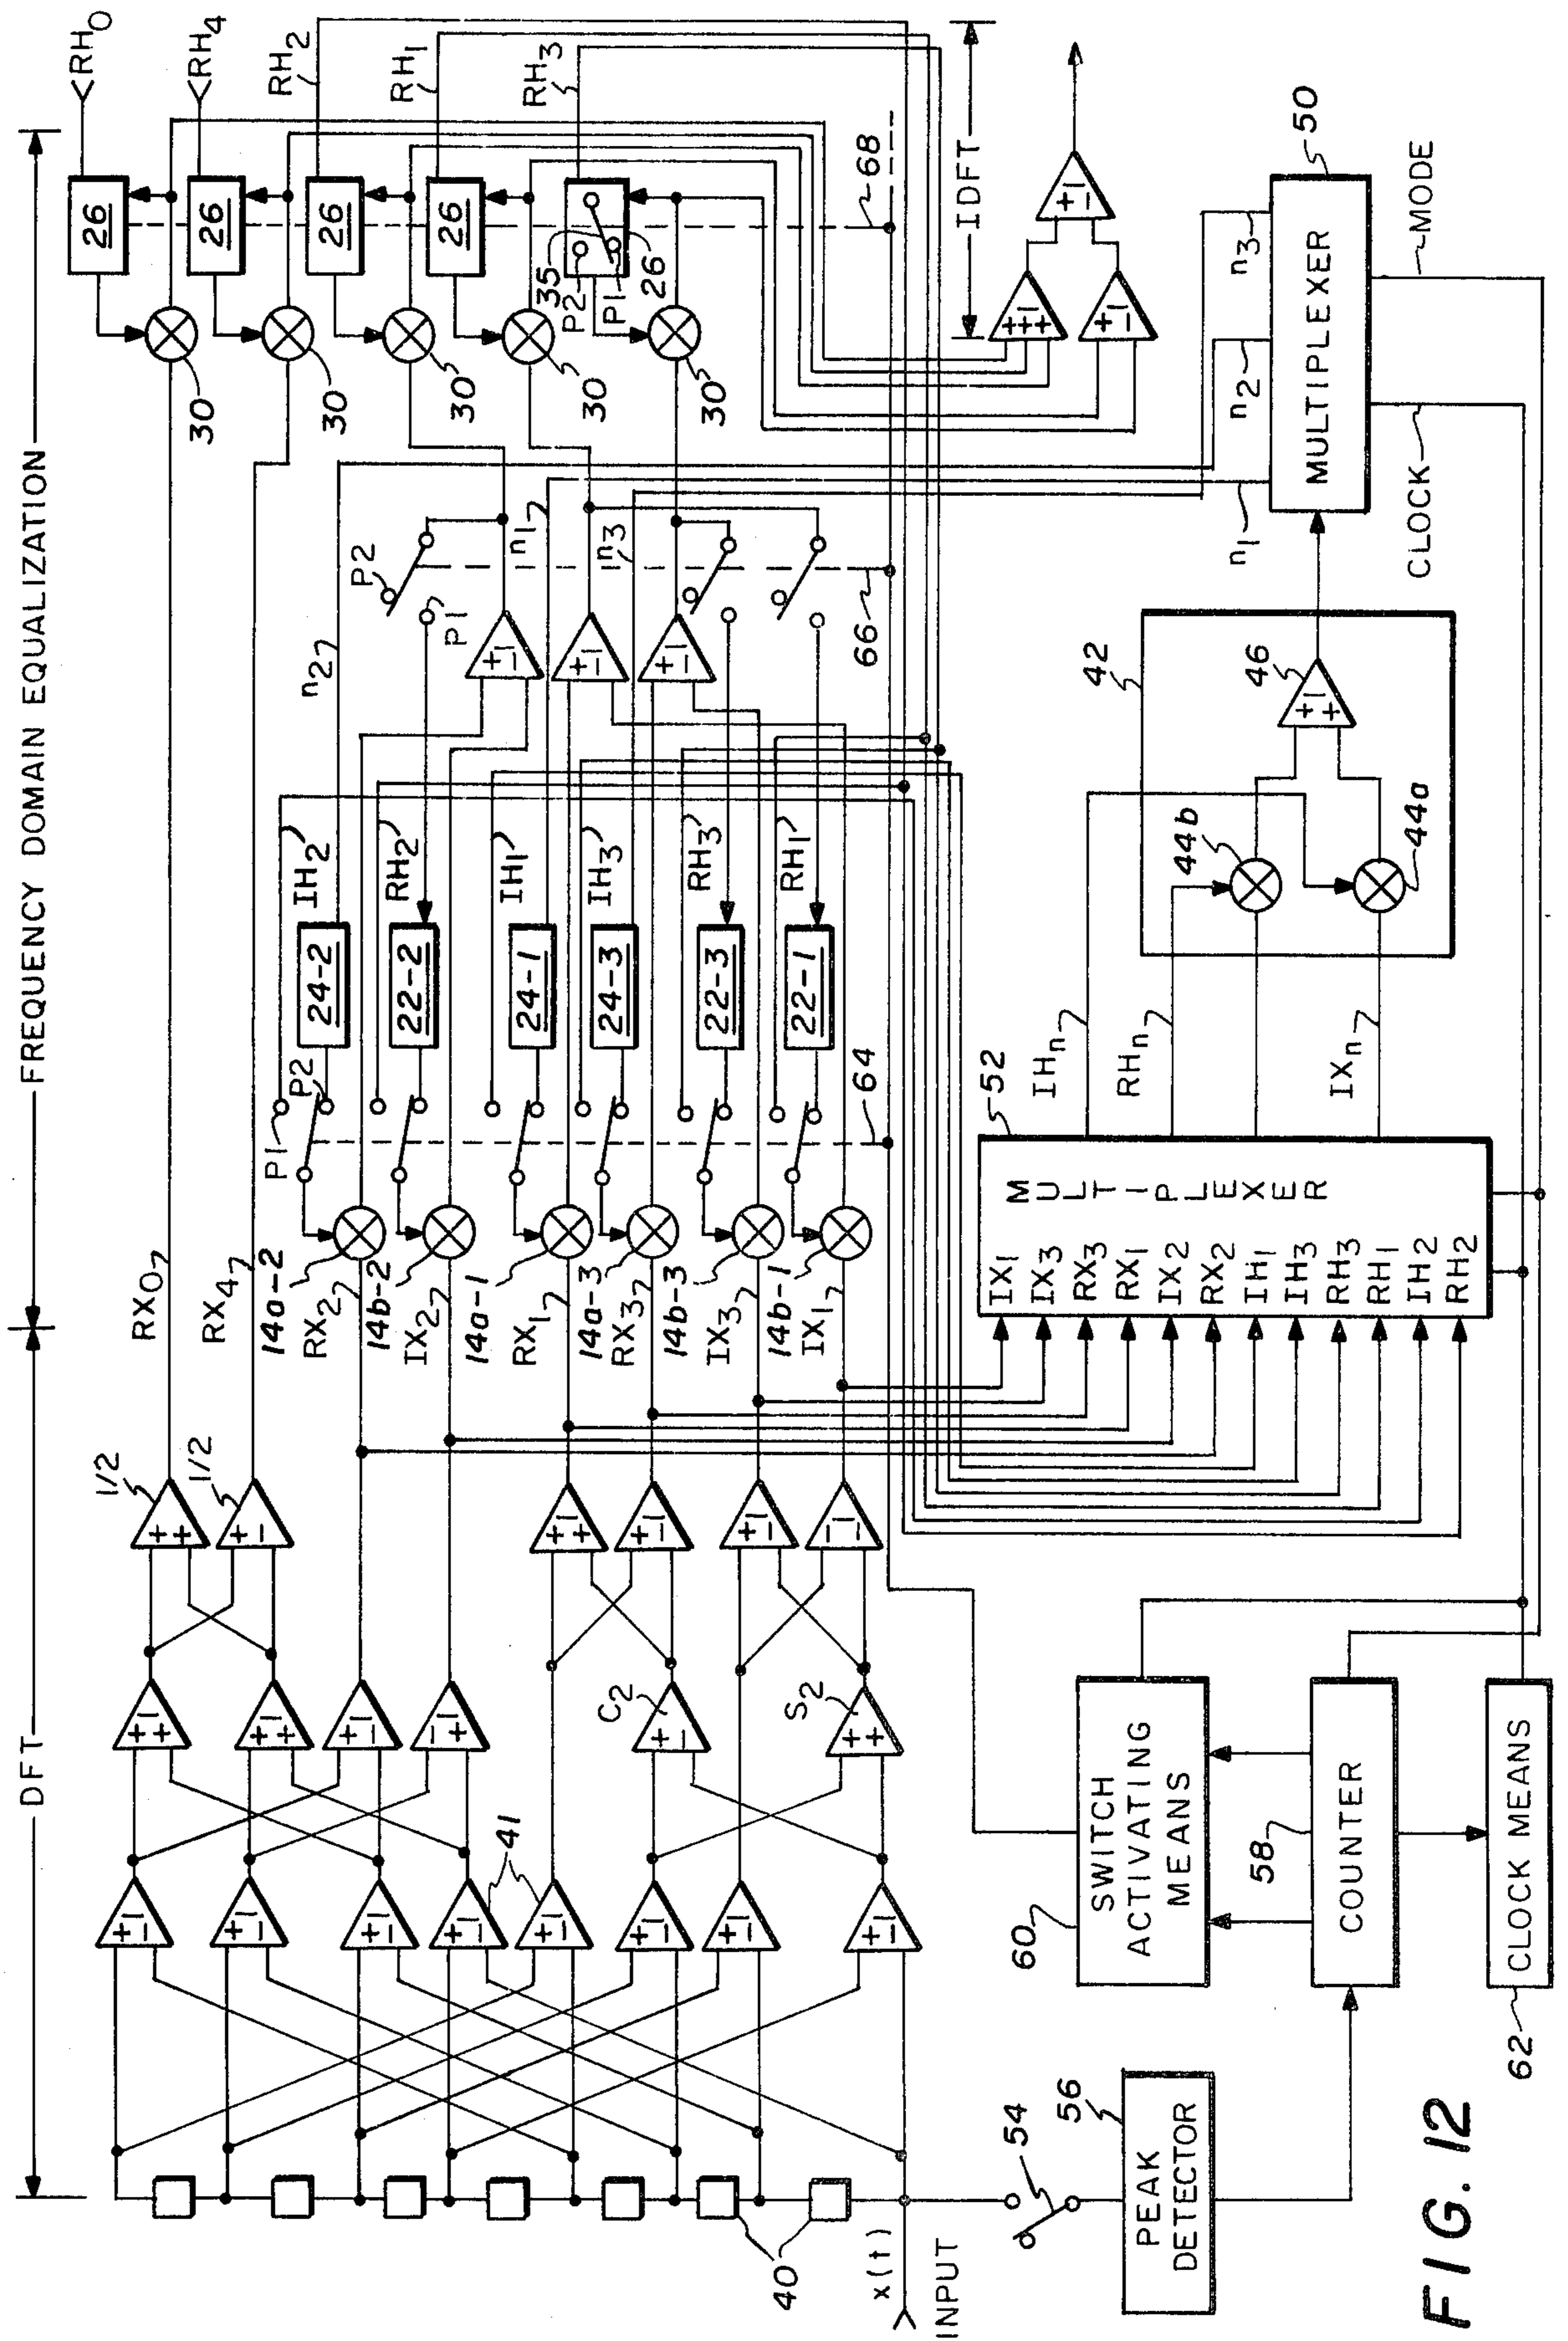 DFT
FREQUENCY DOMAIN EQUALIZATION
1/2
RX0
26
<RH0
1/2
RX4
30
26
<RH4
14a-2
RX2
P1
P2
IH2
24-2
n2
30
26
RH2
14b-2
IX2
RH2
22-2
P2
P1
30
26
RH1
41
14a-1
RX1
IH1
24-1
n1
30
35
P2
P1
26
RH3
C2
14a-3
RX3
IH3
24-3
n3
30
14b-3
IX3
RH3
22-3
40
S2
14b-1
IX1
RH1
22-1
64
66
68
x(t)
INPUT
IDFT
54
56
PEAK
DETECTOR
60
SWITCH
ACTIVATING
MEANS
58
COUNTER
62
CLOCK MEANS
52
MULTIPLEXER
IX1
IX3
RX3
RX1
IX2
RX2
IH1
IH3
RH3
RH1
IH2
RH2
IHn
RHn
IXn
42
44b
44a
46
n1
n2
n3
MULTIPLEXER
50
CLOCK
MODE
FIG. 12